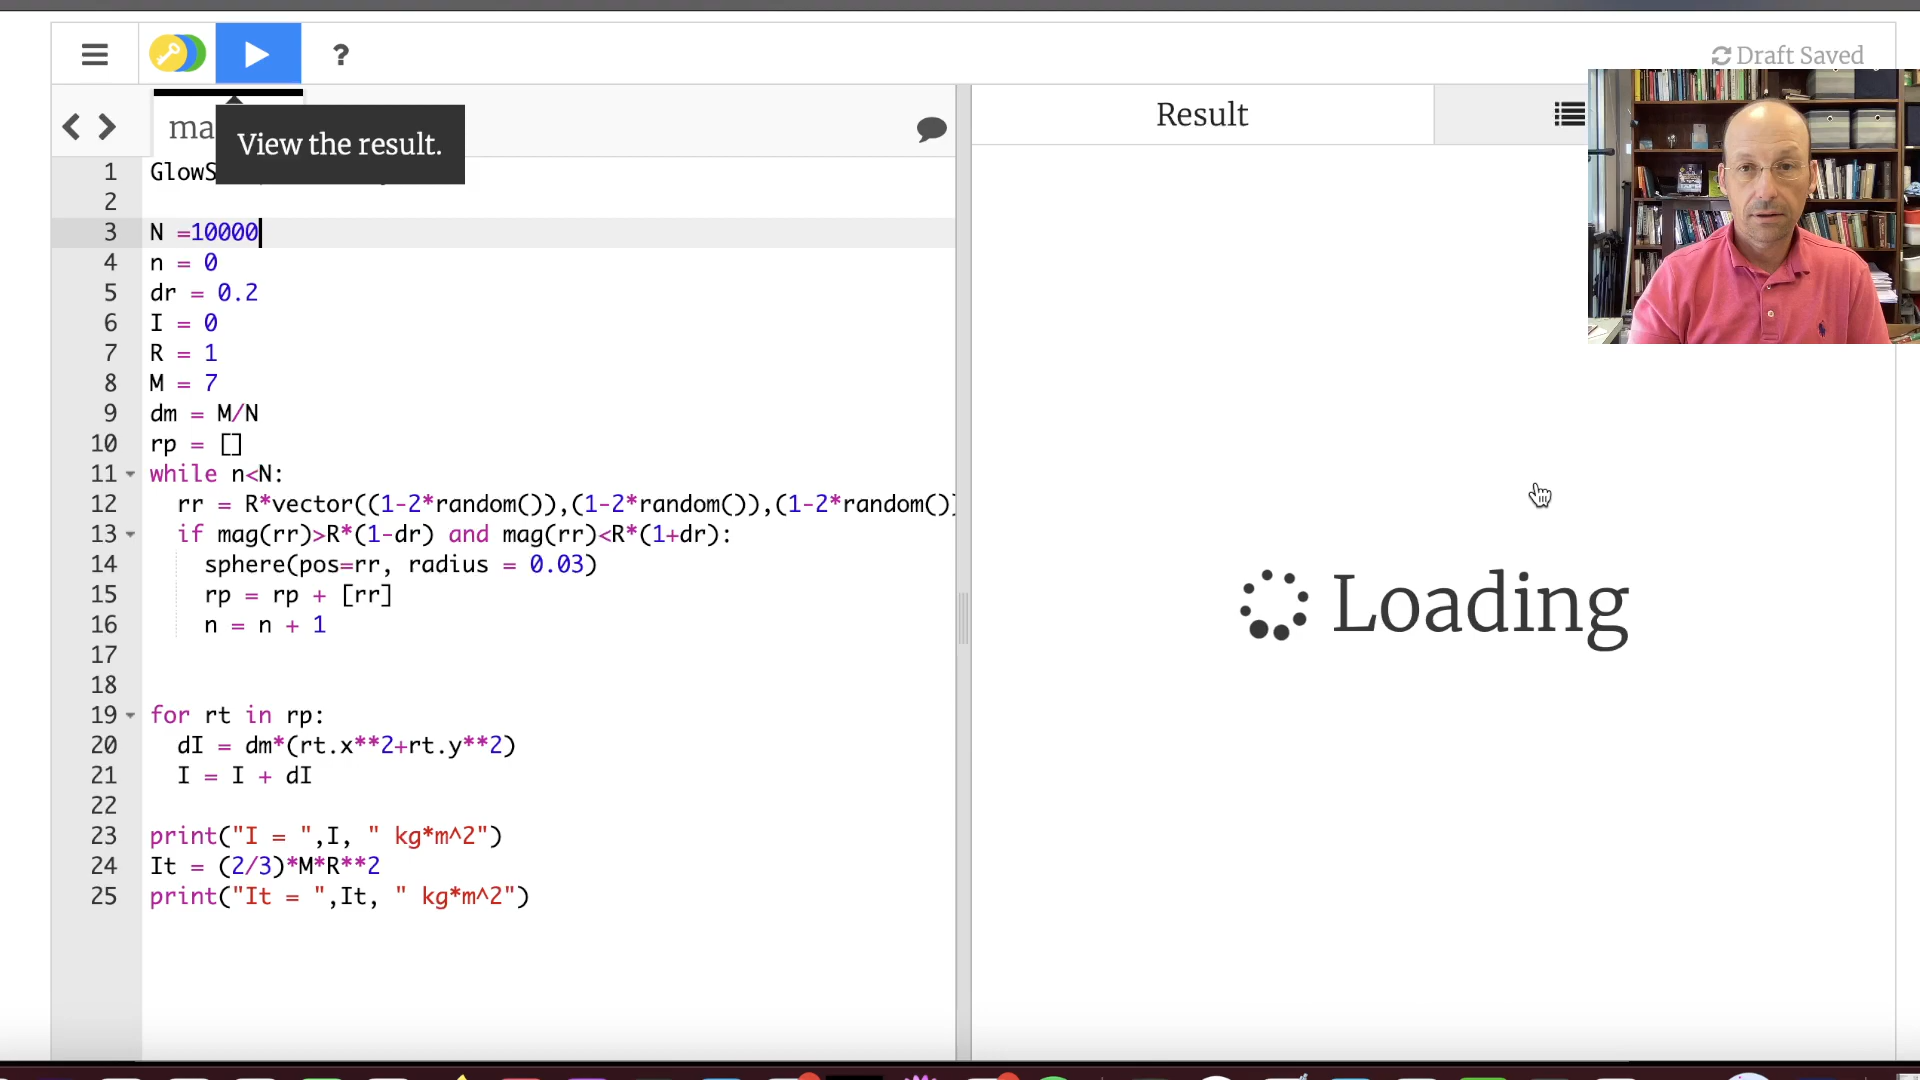 ?
Draft Saved
ma
View the result.
Result
1 GlowS
2
3 N =10000
4 n = 0
5 dr = 0.2
6 I = 0
7 R = 1
8 M = 7
9 dm = M/N
10 rp = []
11 while n<N:
12 rr = R*vector((1-2*random()),(1-2*random()),(1-2*random()
13 if mag(rr)>R*(1-dr) and mag(rr)<R*(1+dr):
14 sphere(pos=rr, radius = 0.03)
15 rp = rp + [rr]
16 n = n + 1
17
18
19 for rt in rp:
20 dI = dm*(rt.x**2+rt.y**2)
21 I = I + dI
22
23 print("I = ",I, " kg*m^2")
24 It = (2/3)*M*R**2
25 print("It = ",It, " kg*m^2")
Loading